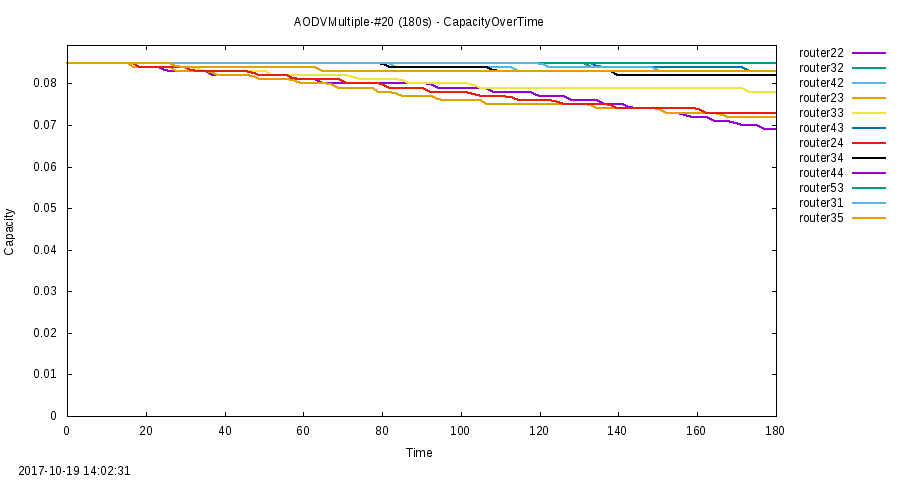 AODVMultiple-#20 (180s) - CapacityOverTime
router22
router32
router42
router23
router33
router43
router24
router34
router44
router53
router31
router35
0.08
0.07
0.06
0.05
0.04
0.03
0.02
0.01
0
Capacity
0 20 40 60 80 100 120 140 160 180
Time
2017-10-19 14:02:31